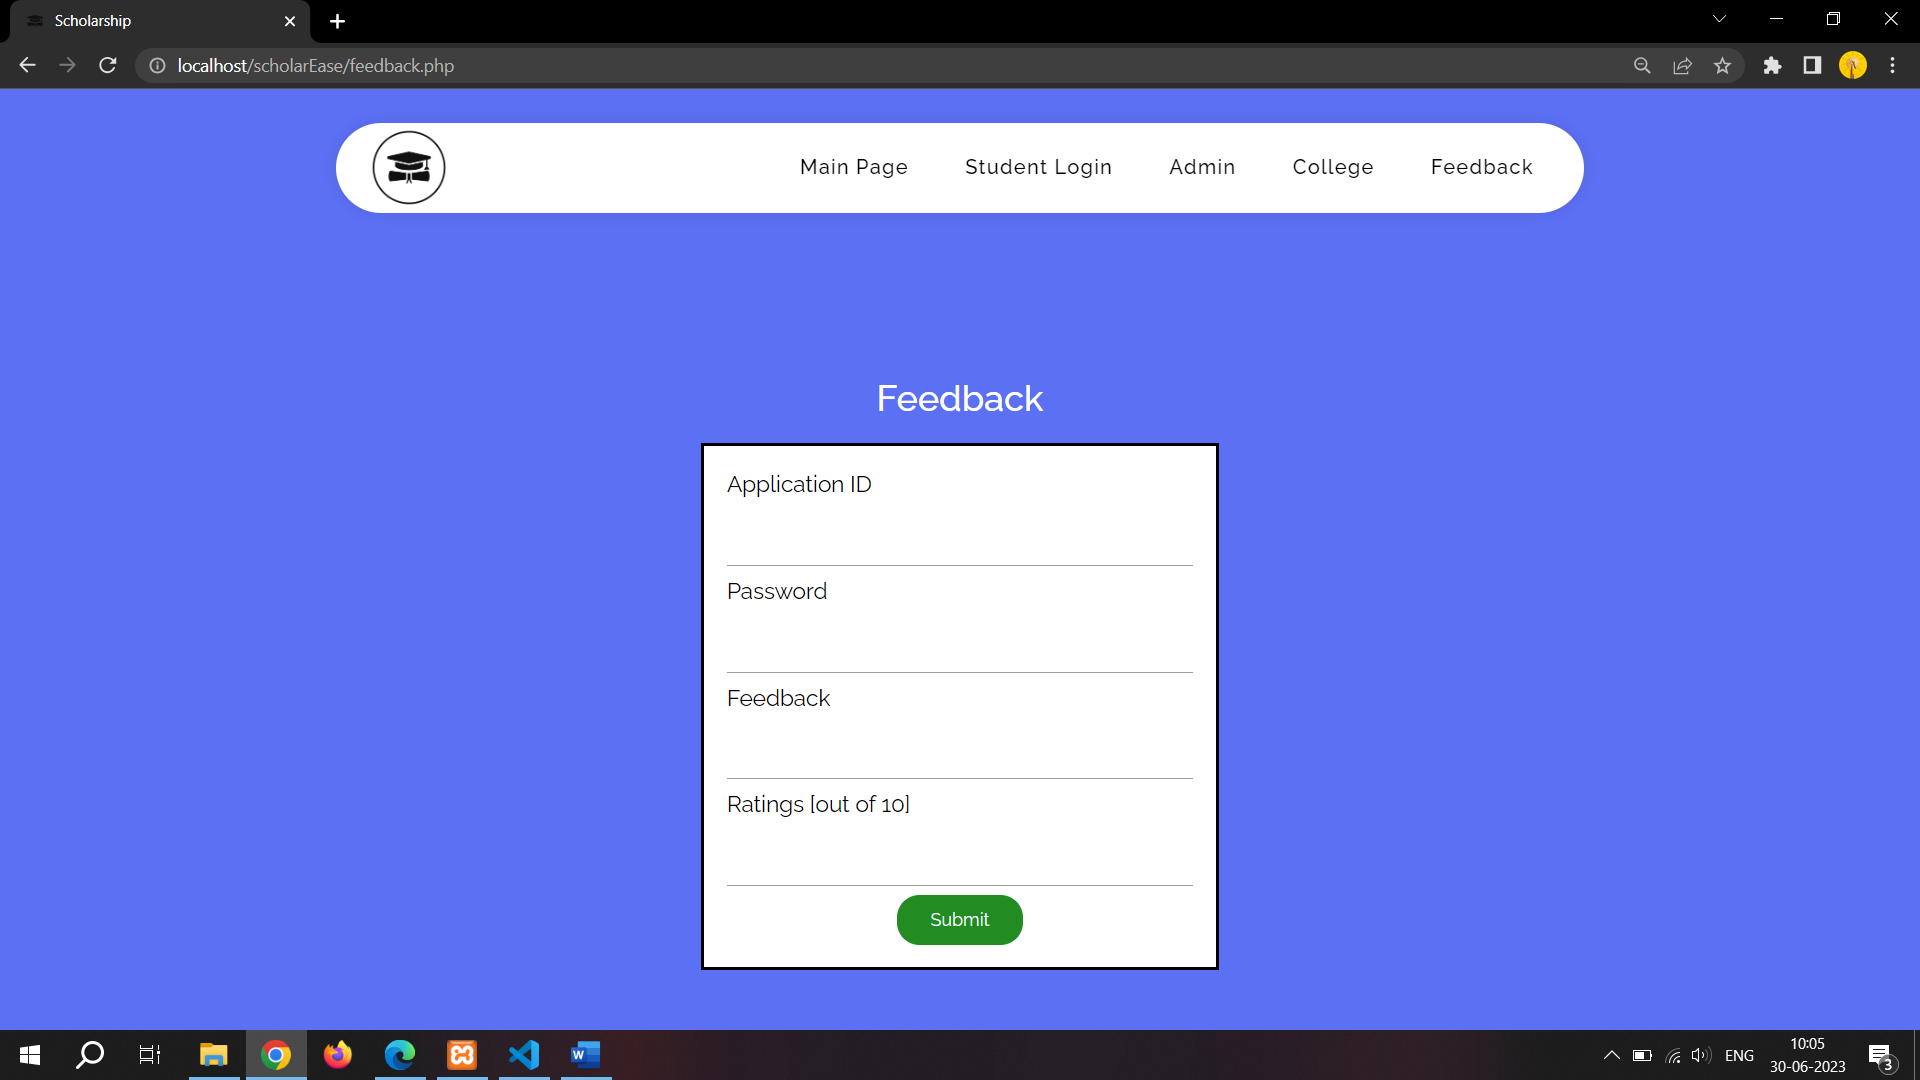 Scholarship
localhost/scholarEase/feedback.php
Main Page Student Login Admin College Feedback
Feedback
Application ID
Password
Feedback
Ratings [out of 10]
Submit
W
ENG
10:05
30-06-2023
3